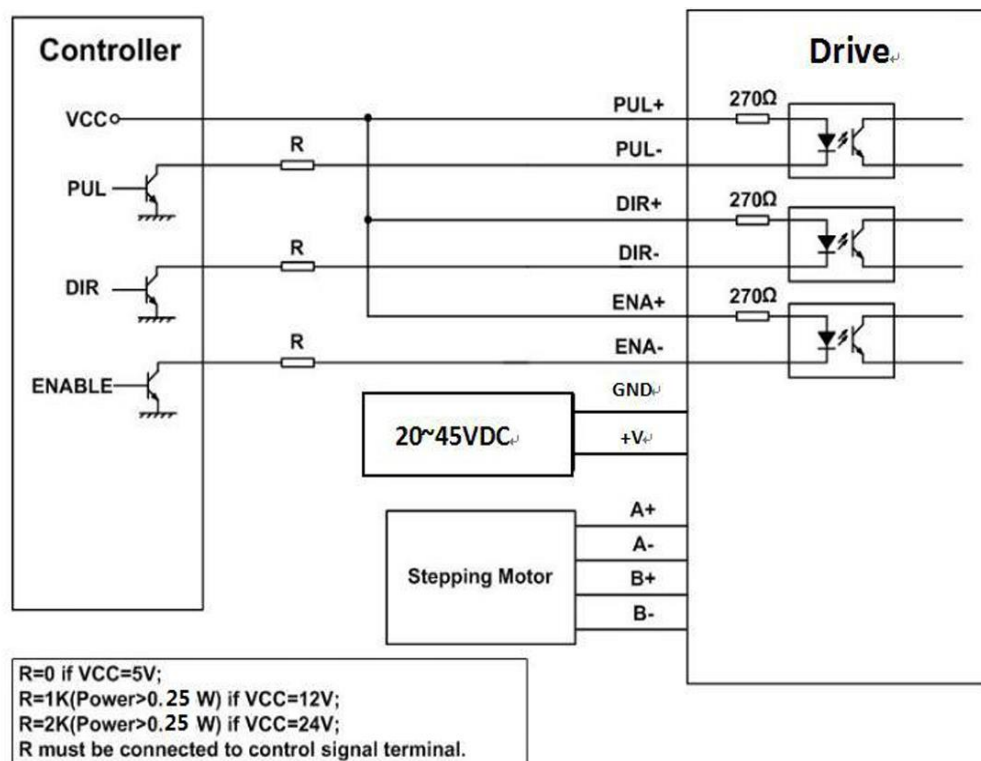 Controller
Drive
VCC
PUL+
270Ω
R
PUL-
PUL
DIR+
270Ω
R
DIR-
DIR
ENA+
270Ω
R
ENA-
ENABLE
GND
20~45VDC
+V
A+
A-
Stepping Motor
B+
B-
R=0 if VCC=5V;
R=1K(Power>0.25 W) if VCC=12V;
R=2K(Power>0.25 W) if VCC=24V;
R must be connected to control signal terminal.